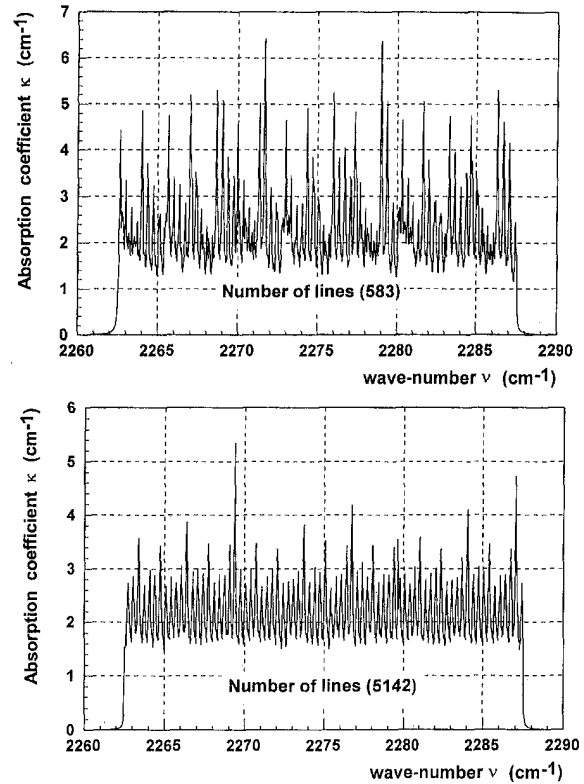 Absorption coefficient κ (cm-1)
7
6
5
4
3
2
1
0
Number of lines (583)
2260 2265 2270 2275 2280 2285 2290
wave-number ν (cm-1)
Absorption coefficient κ (cm-1)
6
5
4
3
2
1
0
Number of lines (5142)
2260 2265 2270 2275 2280 2285 2290
wave-number ν (cm-1)